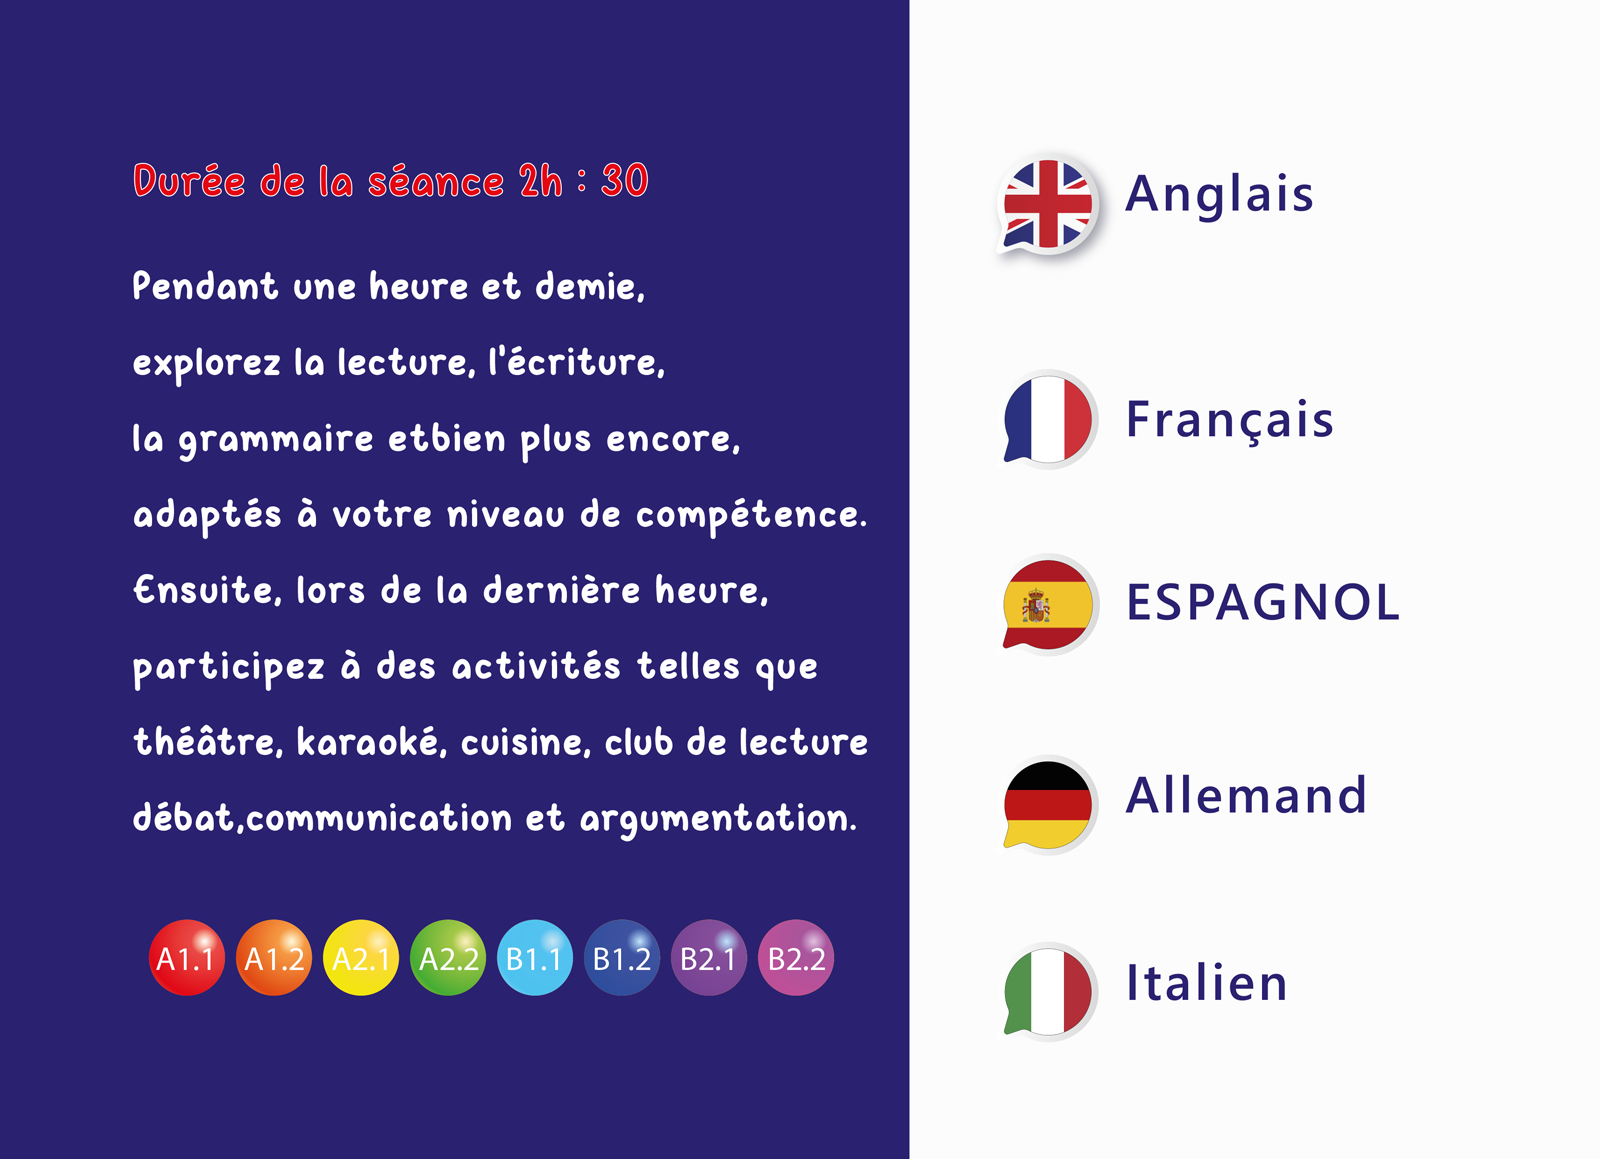 Durée de la séance 2h : 30
Pendant une heure et demie,
explorez la lecture, l'écriture,
la grammaire etbien plus encore,
adaptés à votre niveau de compétence.
Ensuite, lors de la dernière heure,
participez à des activités telles que
théâtre, karaoké, cuisine, club de lecture
débat,communication et argumentation.
A1.1 A1.2 A2.1 A2.2 B1.1 B1.2 B2.1 B2.2
Anglais
Français
ESPAGNOL
Allemand
Italien